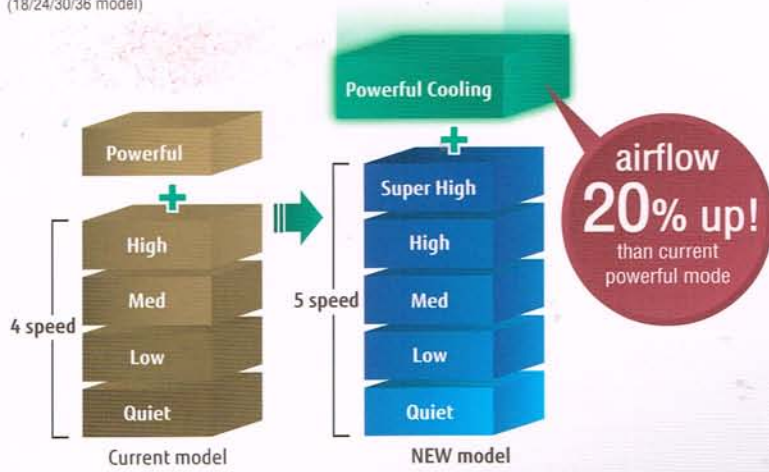 (18/24/30/36 model)
Powerful
+
High
Med
Low
Quiet
4 speed
Current model
Powerful Cooling
+
Super High
High
Med
Low
Quiet
5 speed
NEW model
airflow
20% up!
than current
powerful mode